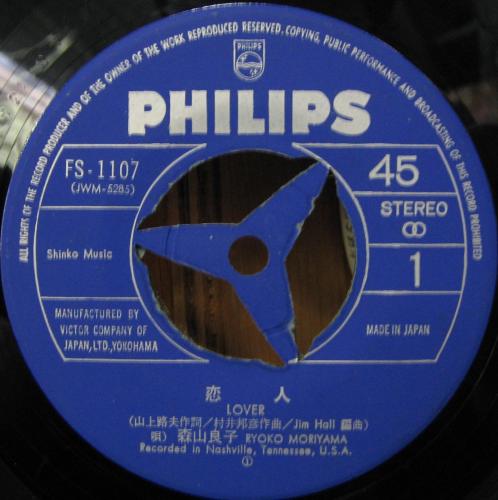 ALL RIGHTS OF THE RECORD PRODUCER AND OF THE OWNER OF THE WORK REPRODUCED RESERVED. COPYING, PUBLIC PERFORMANCE AND BROADCASTING OF THIS RECORD PROHIBITED
PHILIPS
PHILIPS
FS-1107
(JWM-5285)
45
STEREO
Shinko Music
1
MANUFACTURED BY
VICTOR COMPANY OF
JAPAN, LTD., YOKOHAMA
MADE IN JAPAN
恋人
LOVER
(山上路夫作詞/村井邦彦作曲/Jim Hall 編曲)
唄) 森山良子 RYOKO MORIYAMA
Recorded in Nashville, Tennessee, U.S.A.
①